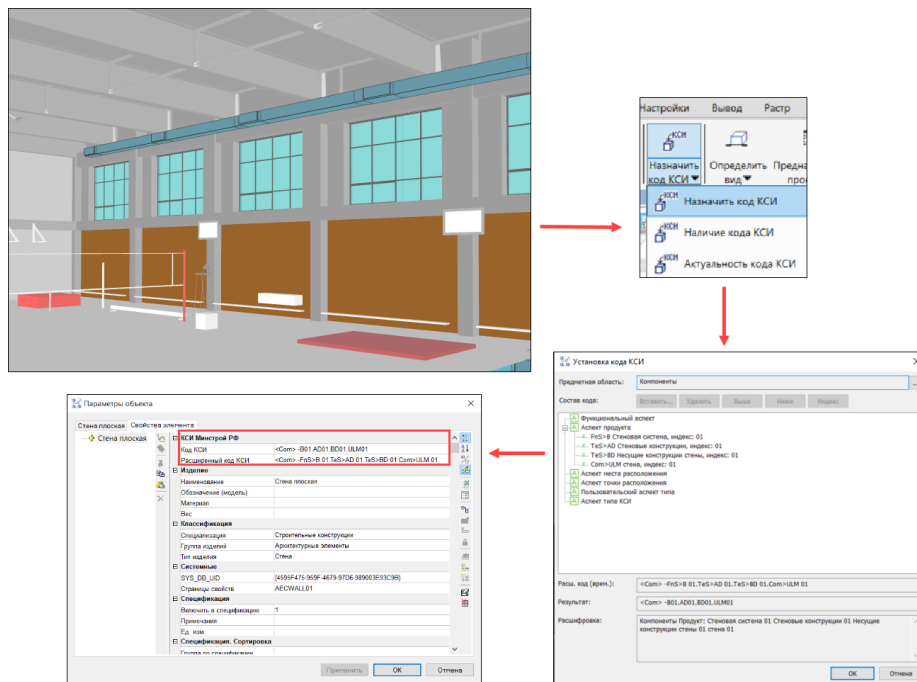 Настройки Вывод Растр
КСИ
Назначить код КСИ
Определить вид
Назначить код КСИ
Наличие кода КСИ
Актуальность кода КСИ
Установка кода КСИ
Предметная область: Компоненты ...
Состав кода: Вставить... Удалить Выше Ниже Индекс
Функциональный аспект
Аспект продукта
FnS>B Стеновая система, индекс: 01
TeS>AD Стеновые конструкции, индекс: 01
TeS>BD Несущие конструкции стены, индекс: 01
Com>ULM стена, индекс: 01
Аспект места расположения
Аспект точки расположения
Пользовательский аспект типа
Аспект типа КСИ
Расш. код (врем.): <Com> -FnS>B 01.TeS>AD 01.TeS>BD 01.Com>ULM 01
Результат: <Com> -B01.AD01.BD01.ULM01
Расшифровка: Компоненты Продукт: Стеновая система 01 Стеновые конструкции 01 Несущие
конструкции стены 01 стена 01
OK Отмена
Параметры объекта
Стена плоская Свойства элемента
Стена плоская
КСИ Минстрой РФ
Код КСИ <Com> -B01.AD01.BD01.ULM01
Расширенный код КСИ <Com> -FnS>B 01.TeS>AD 01.TeS>BD 01.Com>ULM 01
Изделие
Наименование Стена плоская
Обозначение (модель)
Материал
Вес
Классификация
Специализация Строительные конструкции
Группа изделий Архитектурные элементы
Тип изделия Стена
Системные
SYS_DB_UID {4595F475-959F-4679-97D6-989003E93C9B}
Страницы свойств AECWALL01
Спецификация
Включить в спецификацию 1
Примечания
Ед. изм.
Спецификация. Сортировка
Группа по спецификации
Применить OK Отмена